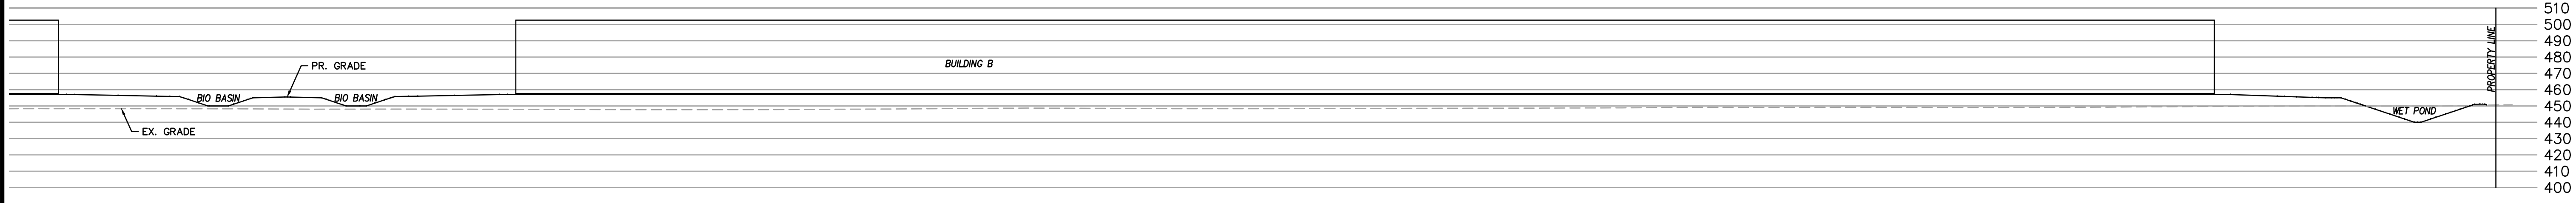 510
500
490
480
470
460
450
440
430
420
410
400
PR. GRADE
BUILDING B
BIO BASIN
BIO BASIN
EX. GRADE
WET POND
PROPERTY LINE